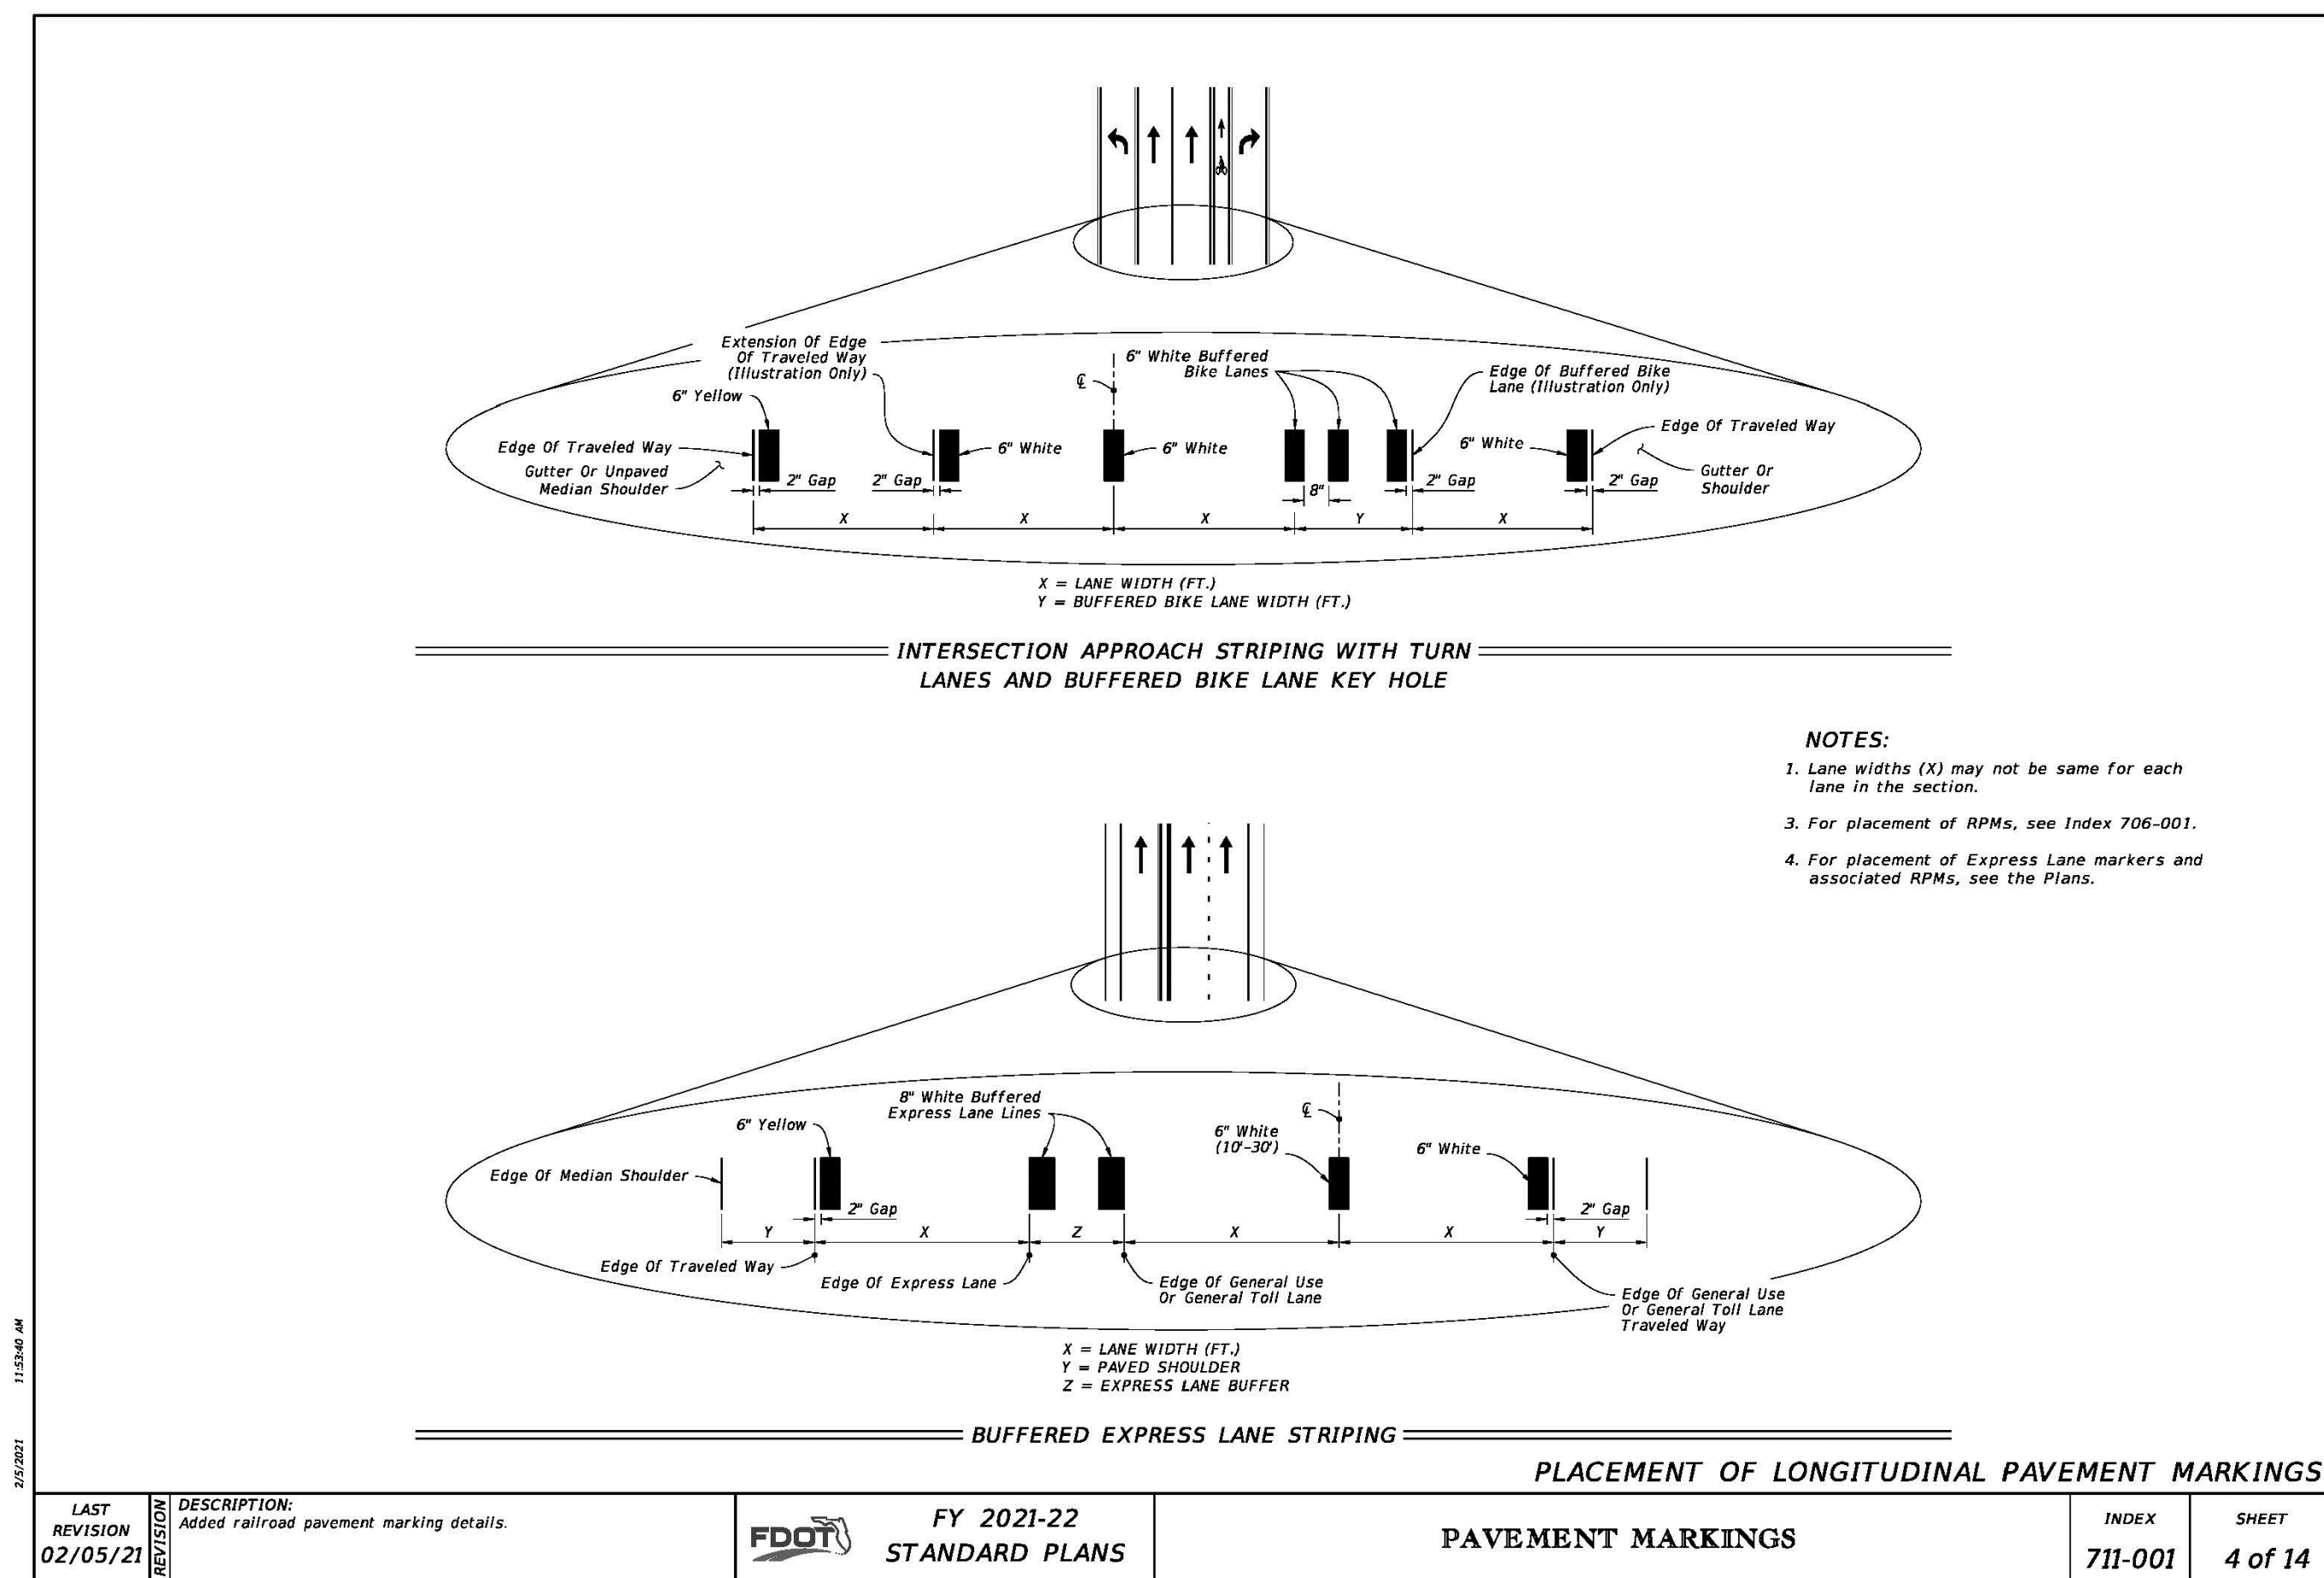 Extension Of Edge
Of Traveled Way
(Illustration Only)
6" Yellow
Edge Of Traveled Way
Gutter Or Unpaved
Median Shoulder
2" Gap
2" Gap
6" White
℄
6" White Buffered
Bike Lanes
6" White
8"
Edge Of Buffered Bike
Lane (Illustration Only)
2" Gap
6" White
Edge Of Traveled Way
Gutter Or
Shoulder
2" Gap
X
X
X
Y
X
X = LANE WIDTH (FT.)
Y = BUFFERED BIKE LANE WIDTH (FT.)
INTERSECTION APPROACH STRIPING WITH TURN
LANES AND BUFFERED BIKE LANE KEY HOLE
NOTES:
1. Lane widths (X) may not be same for each
lane in the section.
3. For placement of RPMs, see Index 706-001.
4. For placement of Express Lane markers and
associated RPMs, see the Plans.
8" White Buffered
Express Lane Lines
6" Yellow
Edge Of Median Shoulder
2" Gap
℄
6" White
(10'-30')
6" White
2" Gap
Y
X
Z
X
X
Y
Edge Of Traveled Way
Edge Of Express Lane
Edge Of General Use
Or General Toll Lane
Edge Of General Use
Or General Toll Lane
Traveled Way
X = LANE WIDTH (FT.)
Y = PAVED SHOULDER
Z = EXPRESS LANE BUFFER
BUFFERED EXPRESS LANE STRIPING
PLACEMENT OF LONGITUDINAL PAVEMENT MARKINGS
2/5/2021 11:53:40 AM
LAST
REVISION
02/05/21
REVISION
DESCRIPTION:
Added railroad pavement marking details.
FDOT
FY 2021-22
STANDARD PLANS
PAVEMENT MARKINGS
INDEX
711-001
SHEET
4 of 14